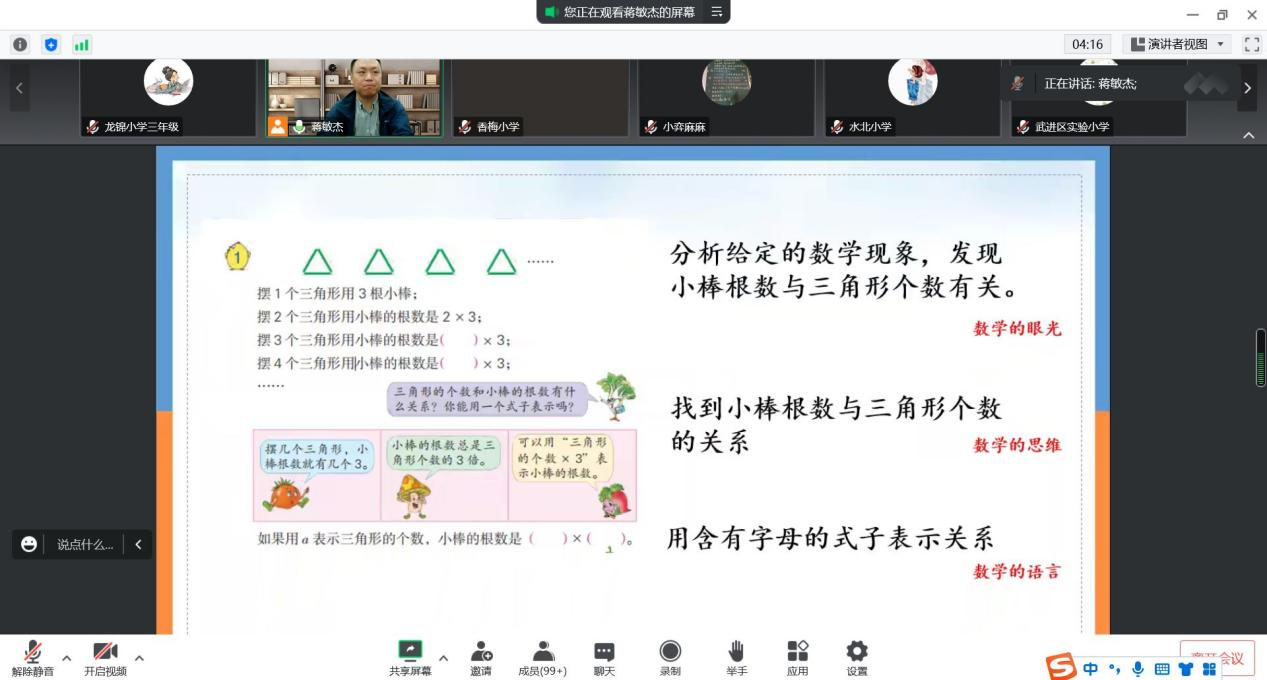 您正在观看蒋敏杰的屏幕
04:16
演讲者视图
正在讲话: 蒋敏杰;
龙锦小学三年级
蒋敏杰
香梅小学
小弈麻麻
水北小学
武进区实验小学
1
……
摆 1 个三角形用 3 根小棒；
摆 2 个三角形用小棒的根数是 2 × 3；
摆 3 个三角形用小棒的根数是(　　) × 3；
摆 4 个三角形用小棒的根数是(　　) × 3；
……
三角形的个数和小棒的根数有什
么关系？你能用一个式子表示吗？
摆几个三角形，小
棒根数就有几个 3。
小棒的根数总是三
角形个数的 3 倍。
可以用“三角形
的个数 × 3”表
示小棒的根数。
如果用 a 表示三角形的个数，小棒的根数是 (　　) × (　　)。
分析给定的数学现象，发现
小棒根数与三角形个数有关。
数学的眼光
找到小棒根数与三角形个数
的关系
数学的思维
用含有字母的式子表示关系
数学的语言
说点什么...
解除静音
开启视频
共享屏幕
邀请
成员(99+)
聊天
录制
举手
应用
设置
中
会议